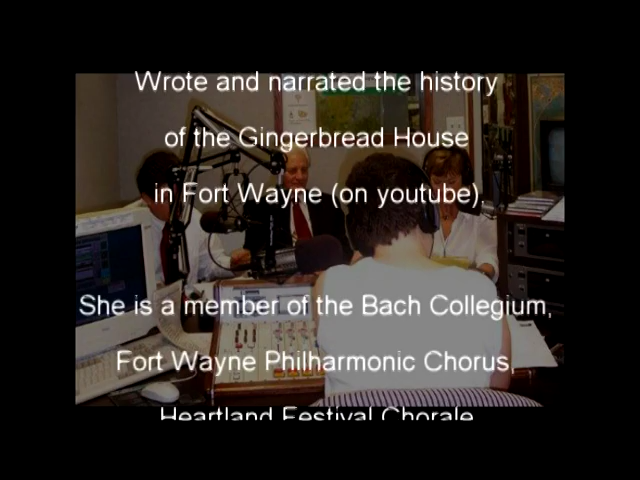 Wrote and narrated the history
of the Gingerbread House
in Fort Wayne (on youtube).
She is a member of the Bach Collegium,
Fort Wayne Philharmonic Chorus,
Heartland Festival Chorale